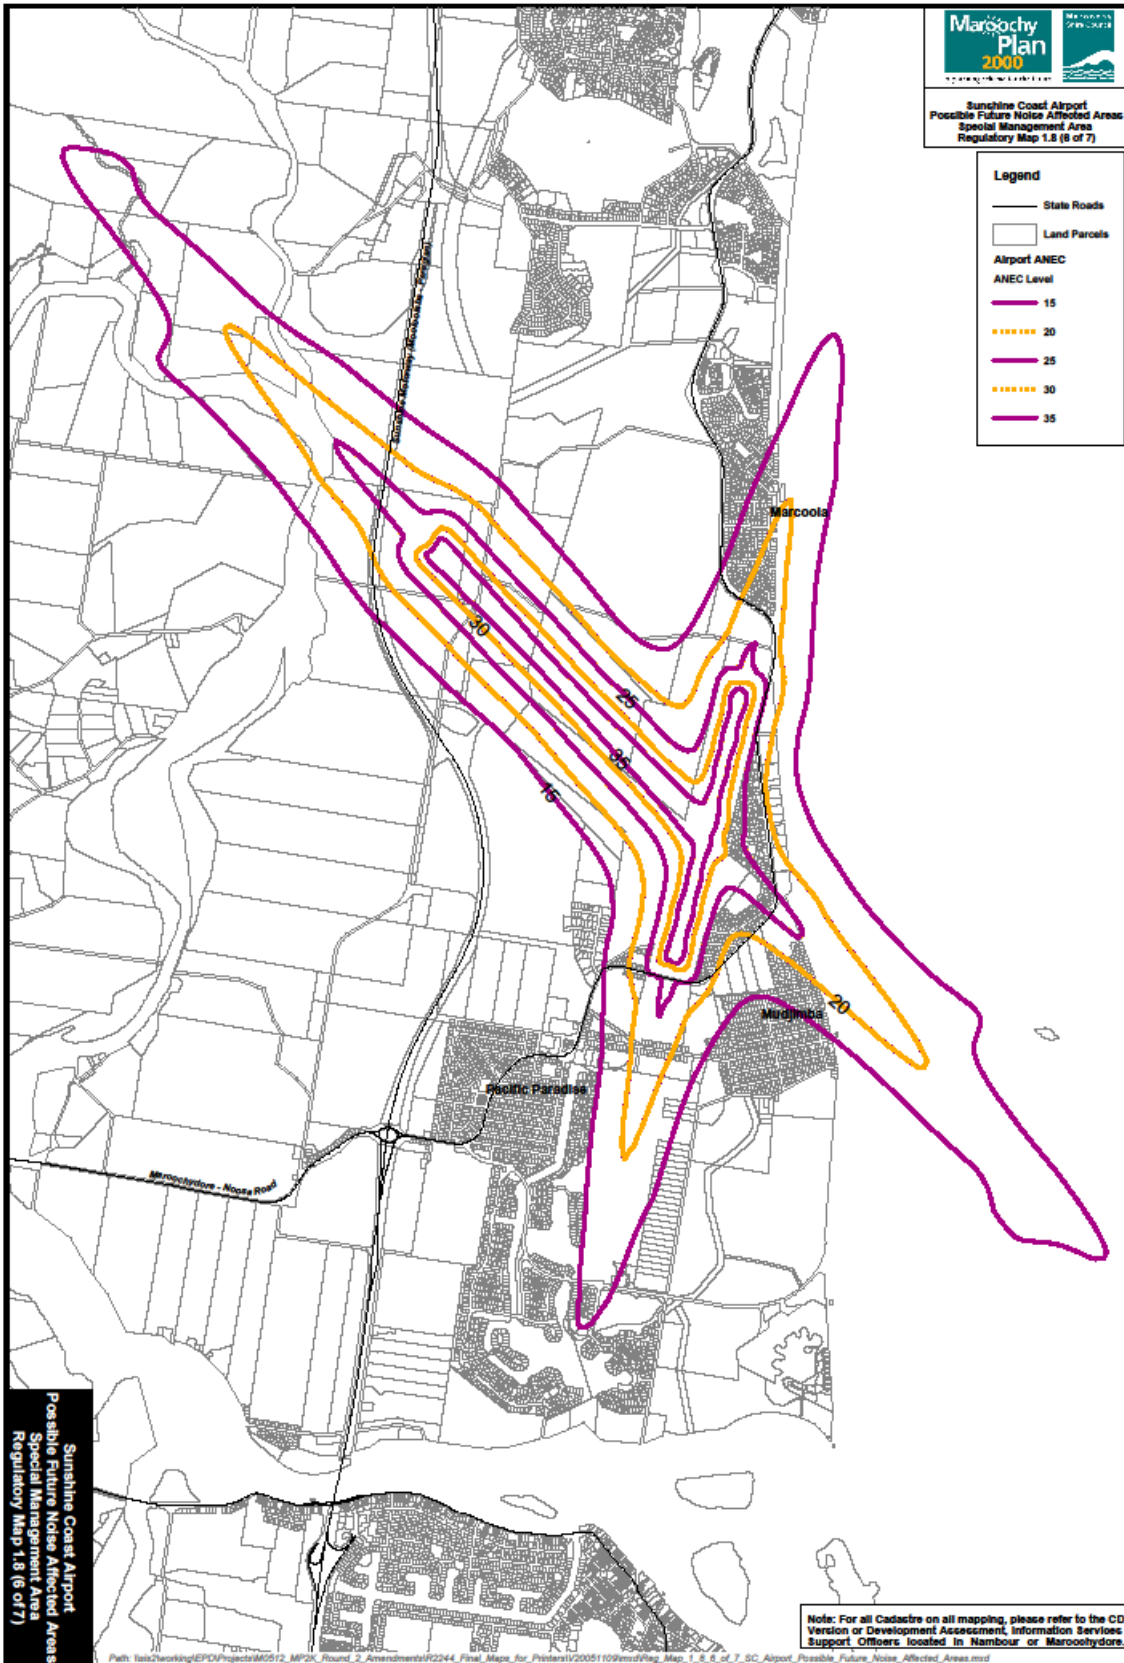 Maroochy
Plan
2000
Maroochy
Shire Council
Sunshine Coast Airport
Possible Future Noise Affected Areas
Special Management Area
Regulatory Map 1.8 (6 of 7)
Legend
State Roads
Land Parcels
Airport ANEC
ANEC Level
15
20
25
30
35
Marcoola
30
25
35
15
20
Mudjimba
Pacific Paradise
Maroochydore - Noosa Road
Sunshine Coast Airport
Possible Future Noise Affected Areas
Special Management Area
Regulatory Map 1.8 (6 of 7)
Note: For all Cadastre on all mapping, please refer to the CD
Version or Development Assessment, Information Services
Support Officers located in Nambour or Maroochydore.